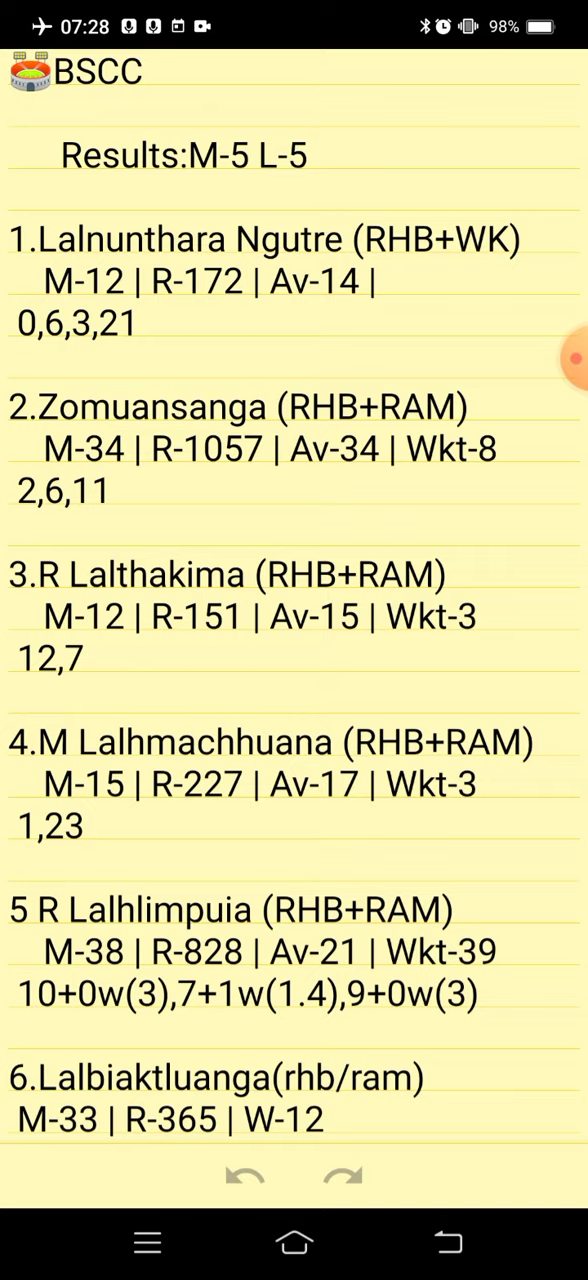 07:28 98%
BSCC
Results:M-5 L-5
1.Lalnunthara Ngutre (RHB+WK)
M-12 | R-172 | Av-14 |
0,6,3,21
2.Zomuansanga (RHB+RAM)
M-34 | R-1057 | Av-34 | Wkt-8
2,6,11
3.R Lalthakima (RHB+RAM)
M-12 | R-151 | Av-15 | Wkt-3
12,7
4.M Lalhmachhuana (RHB+RAM)
M-15 | R-227 | Av-17 | Wkt-3
1,23
5 R Lalhlimpuia (RHB+RAM)
M-38 | R-828 | Av-21 | Wkt-39
10+0w(3),7+1w(1.4),9+0w(3)
6.Lalbiaktluanga(rhb/ram)
M-33 | R-365 | W-12